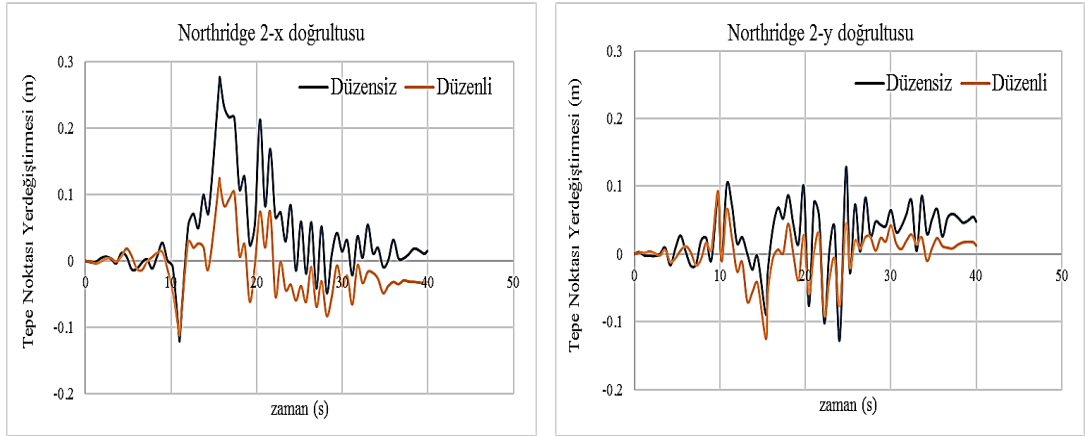 Northridge 2-x doğrultusu
Düzensiz Düzenli
Tepe Noktası Yerdeğiştirmesi (m)
0.3
0.2
0.1
0
-0.1
-0.2
0 10 20 30 40 50
zaman (s)
Northridge 2-y doğrultusu
Düzensiz Düzenli
Tepe Noktası Yerdeğiştirmesi (m)
0.3
0.2
0.1
0
-0.1
-0.2
0 10 20 30 40 50
zaman (s)